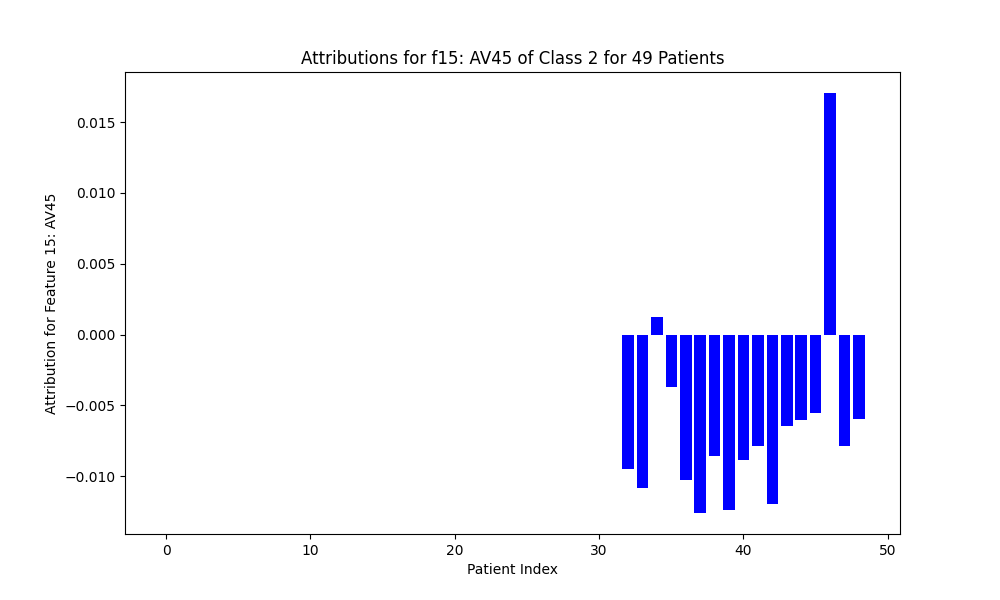 Attributions for f15: AV45 of Class 2 for 49 Patients
Attribution for Feature 15: AV45
0.015
0.010
0.005
0.000
−0.005
−0.010
0 10 20 30 40 50
Patient Index